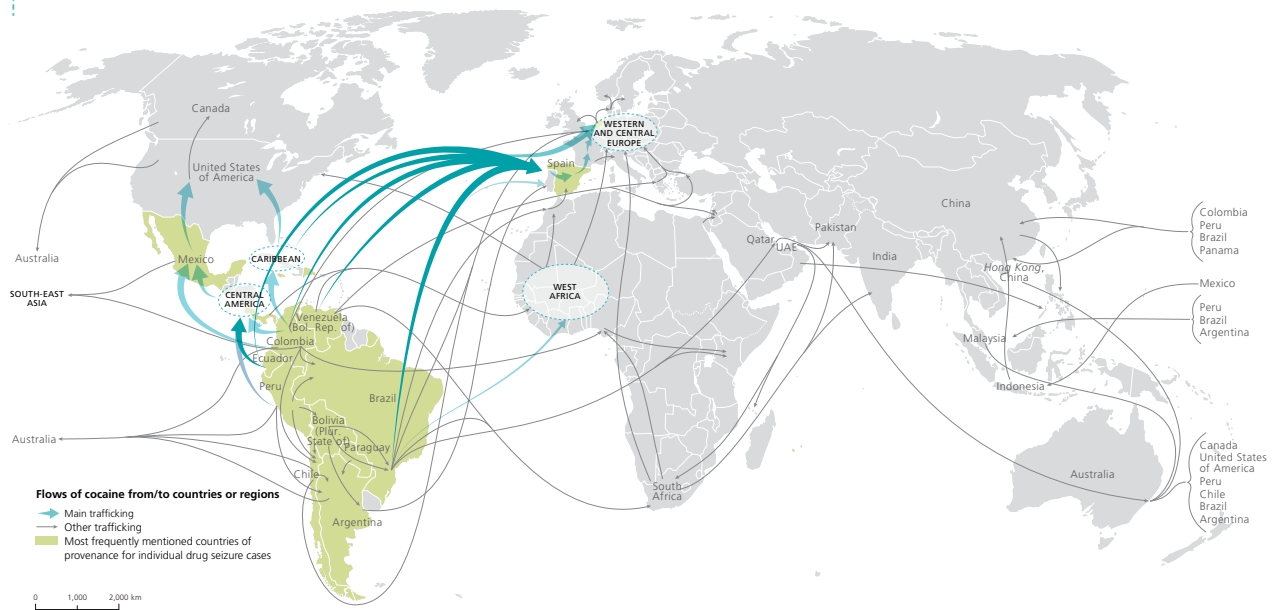 Canada
United States
of America
WESTERN
AND CENTRAL
EUROPE
Spain
China
Colombia
Peru
Brazil
Panama
Qatar
UAE
Pakistan
India
Hong Kong,
China
Australia
Mexico
CARIBBEAN
SOUTH-EAST
ASIA
CENTRAL
AMERICA
WEST
AFRICA
Mexico
Peru
Brazil
Argentina
Venezuela
(Bol. Rep. of)
Colombia
Ecuador
Malaysia
Indonesia
Peru
Brazil
Bolivia
(Plur.
State of)
Paraguay
Australia
Chile
South
Africa
Australia
Canada
United States
of America
Peru
Chile
Brazil
Argentina
Argentina
Flows of cocaine from/to countries or regions
Main trafficking
Other trafficking
Most frequently mentioned countries of
provenance for individual drug seizure cases
0 1,000 2,000 km